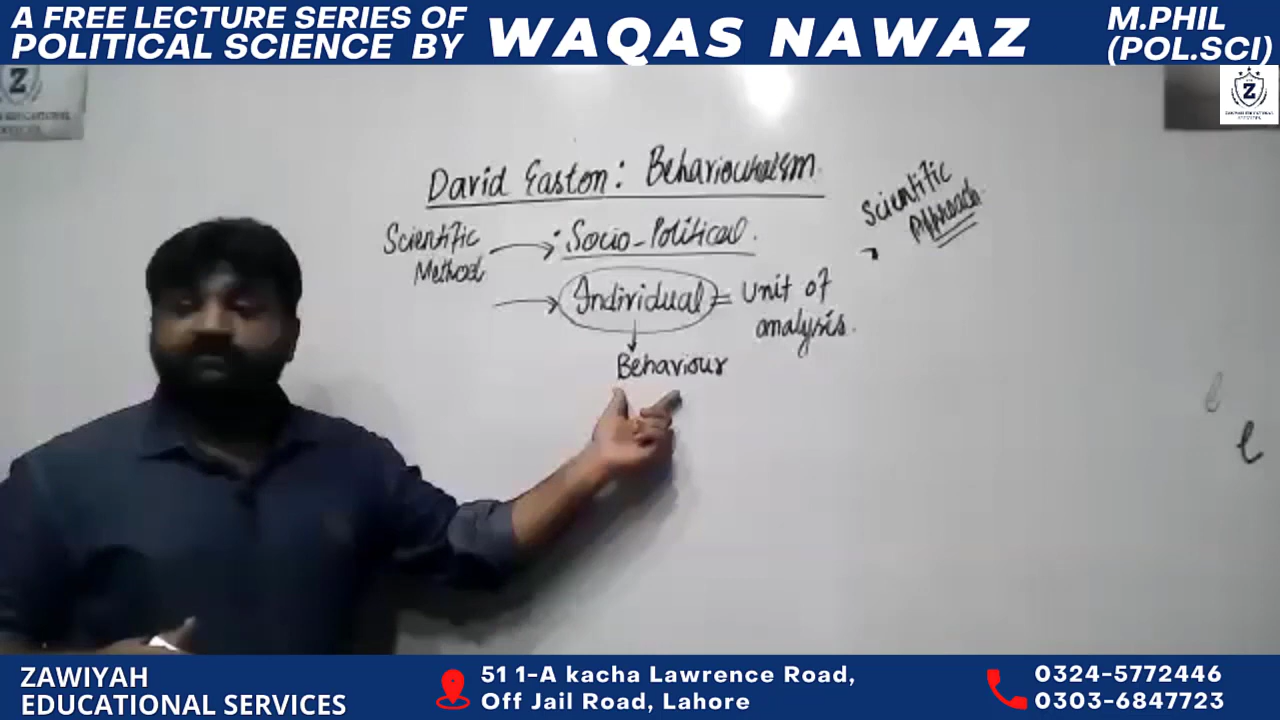 A FREE LECTURE SERIES OF
POLITICAL SCIENCE BY
WAQAS NAWAZ
M.PHIL
(POL.SCI)
Z
Z
David Easton: Behaviouralism.
Scientific
Method
Socio-Political.
Scientific
Approach
Individual = Unit of
analysis.
Behaviour
ZAWIYAH
EDUCATIONAL SERVICES
51 1-A kacha Lawrence Road,
Off Jail Road, Lahore
0324-5772446
0303-6847723